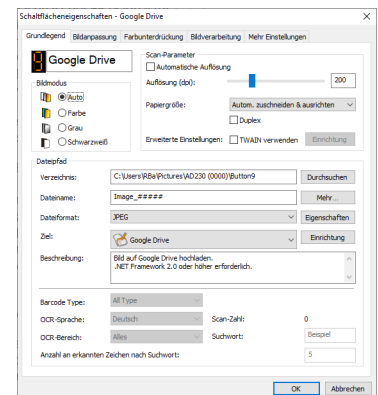 Schaltflächeneigenschaften - Google Drive
Grundlegend Bildanpassung Farbunterdrückung Bildverarbeitung Mehr Einstellungen
9 Google Drive
Scan-Parameter
Automatische Auflösung
Auflösung (dpi): 200
Bildmodus
Auto
Farbe
Grau
Schwarzweiß
Papiergröße: Autom. zuschneiden & ausrichten
Duplex
Erweiterte Einstellungen: TWAIN verwenden Einrichtung
Dateipfad
Verzeichnis: C:\Users\RBa\Pictures\AD230 (0000)\Button9 Durchsuchen
Dateiname: Image_##### Mehr...
Dateiformat: JPEG Eigenschaften
Ziel: Google Drive Einrichtung
Beschreibung: Bild auf Google Drive hochladen.
.NET Framework 2.0 oder höher erforderlich.
Barcode Type: All Type
OCR-Sprache: Deutsch Scan-Zahl: 0
OCR-Bereich: Alles Suchwort: Beispiel
Anzahl an erkannten Zeichen nach Suchwort: 5
OK Abbrechen